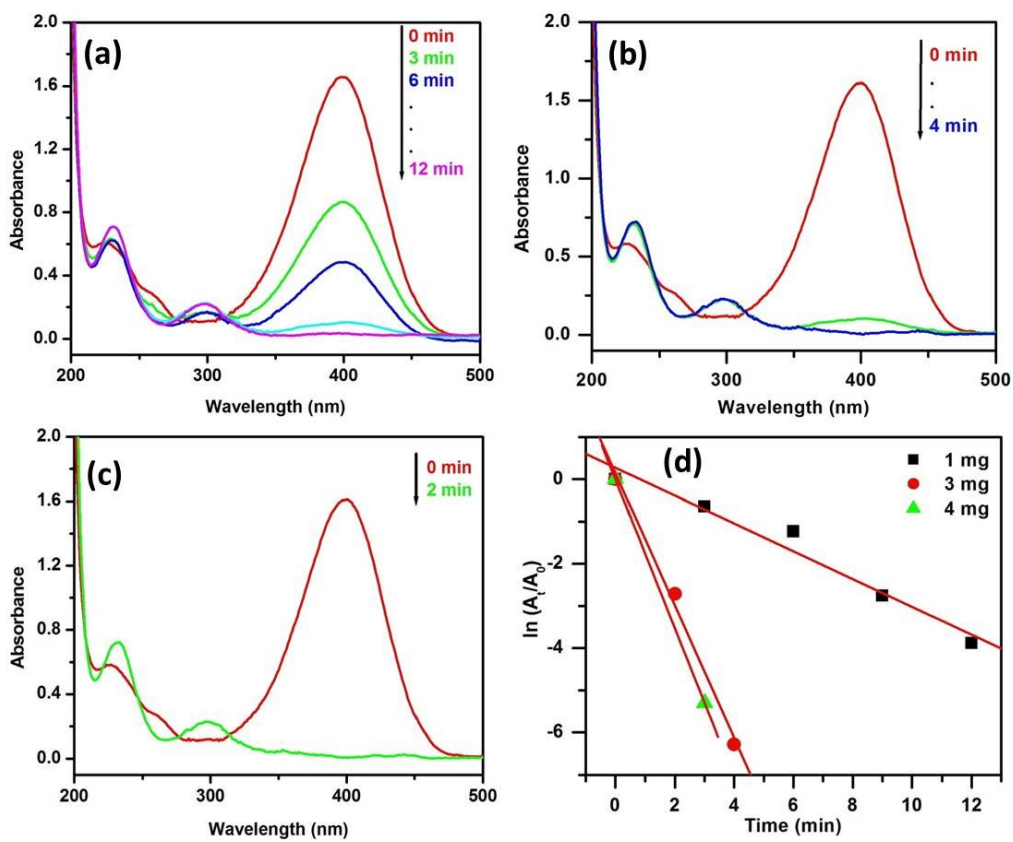 (a)
0 min
3 min
6 min
.
.
.
12 min
2.0
1.6
1.2
0.8
0.4
0.0
Absorbance
200 300 400 500
Wavelength (nm)
(b)
0 min
.
.
4 min
2.0
1.5
1.0
0.5
0.0
Absorbance
200 300 400 500
Wavelength (nm)
(c)
0 min
2 min
2.0
1.6
1.2
0.8
0.4
0.0
Absorbance
200 300 400 500
Wavelength (nm)
(d)
1 mg
3 mg
4 mg
0
-2
-4
-6
ln (Aₜ/A₀)
0 2 4 6 8 10 12
Time (min)